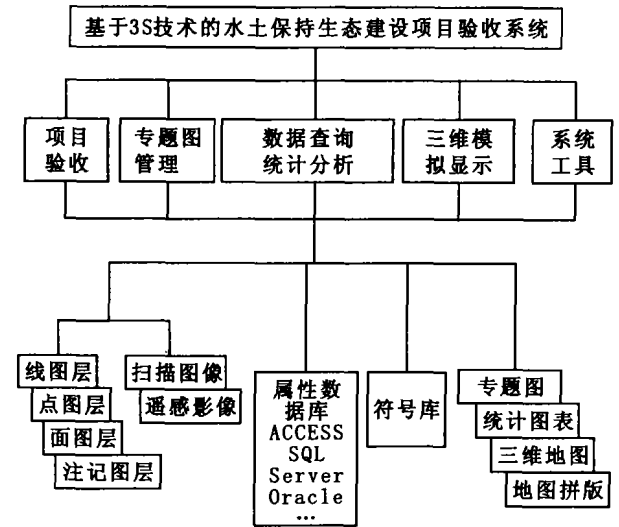 基于3S技术的水土保持生态建设项目验收系统
项目
验收
专题图
管理
数据查询
统计分析
三维模
拟显示
系统
工具
线图层
点图层
面图层
注记图层
扫描图像
遥感影像
属性数
据库
ACCESS
SQL
Server
Oracle
…
符号库
专题图
统计图表
三维地图
地图拼版